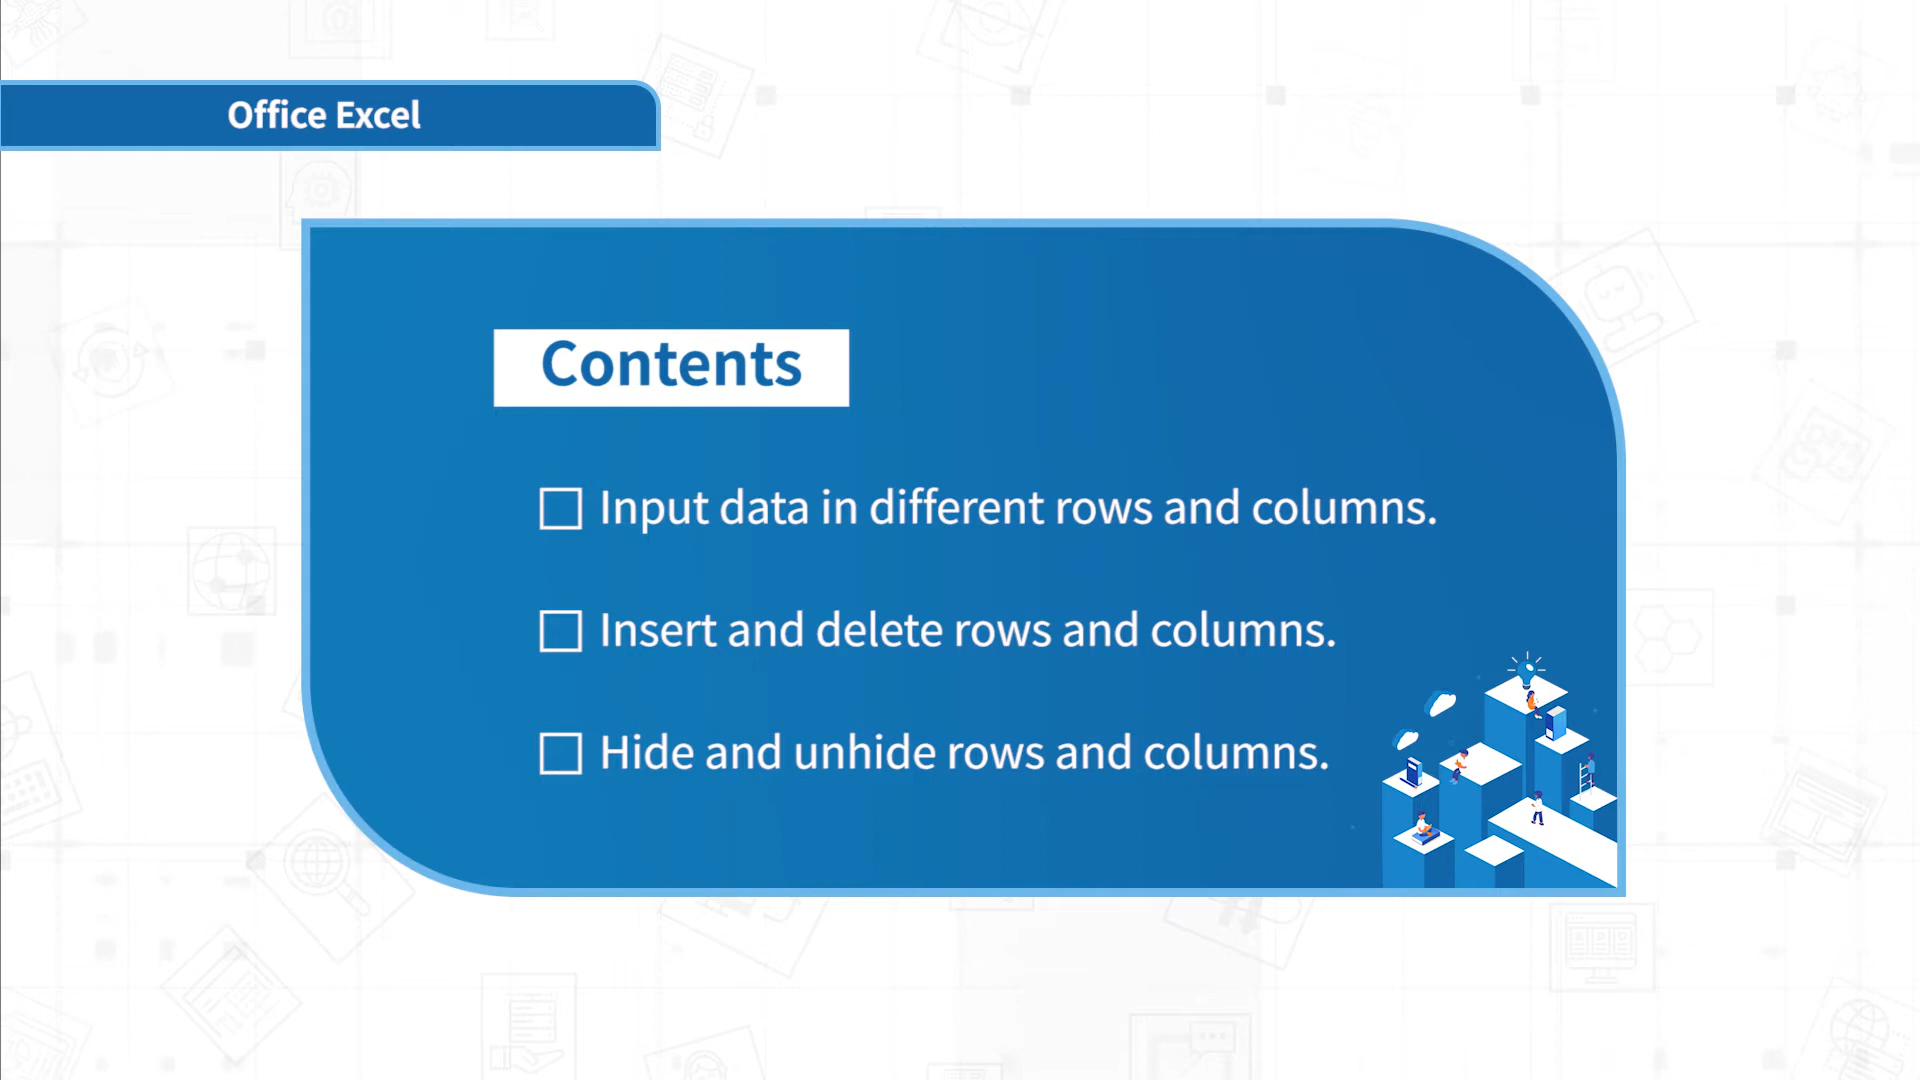 Office Excel
Contents
Input data in different rows and columns.
Insert and delete rows and columns.
Hide and unhide rows and columns.